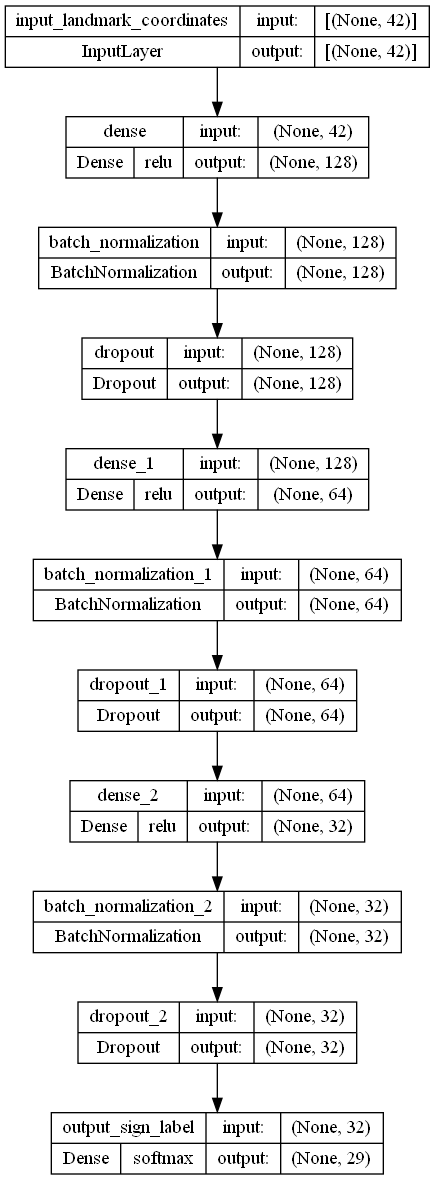 input_landmark_coordinates input: [(None, 42)]
InputLayer output: [(None, 42)]
dense input: (None, 42)
Dense relu output: (None, 128)
batch_normalization input: (None, 128)
BatchNormalization output: (None, 128)
dropout input: (None, 128)
Dropout output: (None, 128)
dense_1 input: (None, 128)
Dense relu output: (None, 64)
batch_normalization_1 input: (None, 64)
BatchNormalization output: (None, 64)
dropout_1 input: (None, 64)
Dropout output: (None, 64)
dense_2 input: (None, 64)
Dense relu output: (None, 32)
batch_normalization_2 input: (None, 32)
BatchNormalization output: (None, 32)
dropout_2 input: (None, 32)
Dropout output: (None, 32)
output_sign_label input: (None, 32)
Dense softmax output: (None, 29)